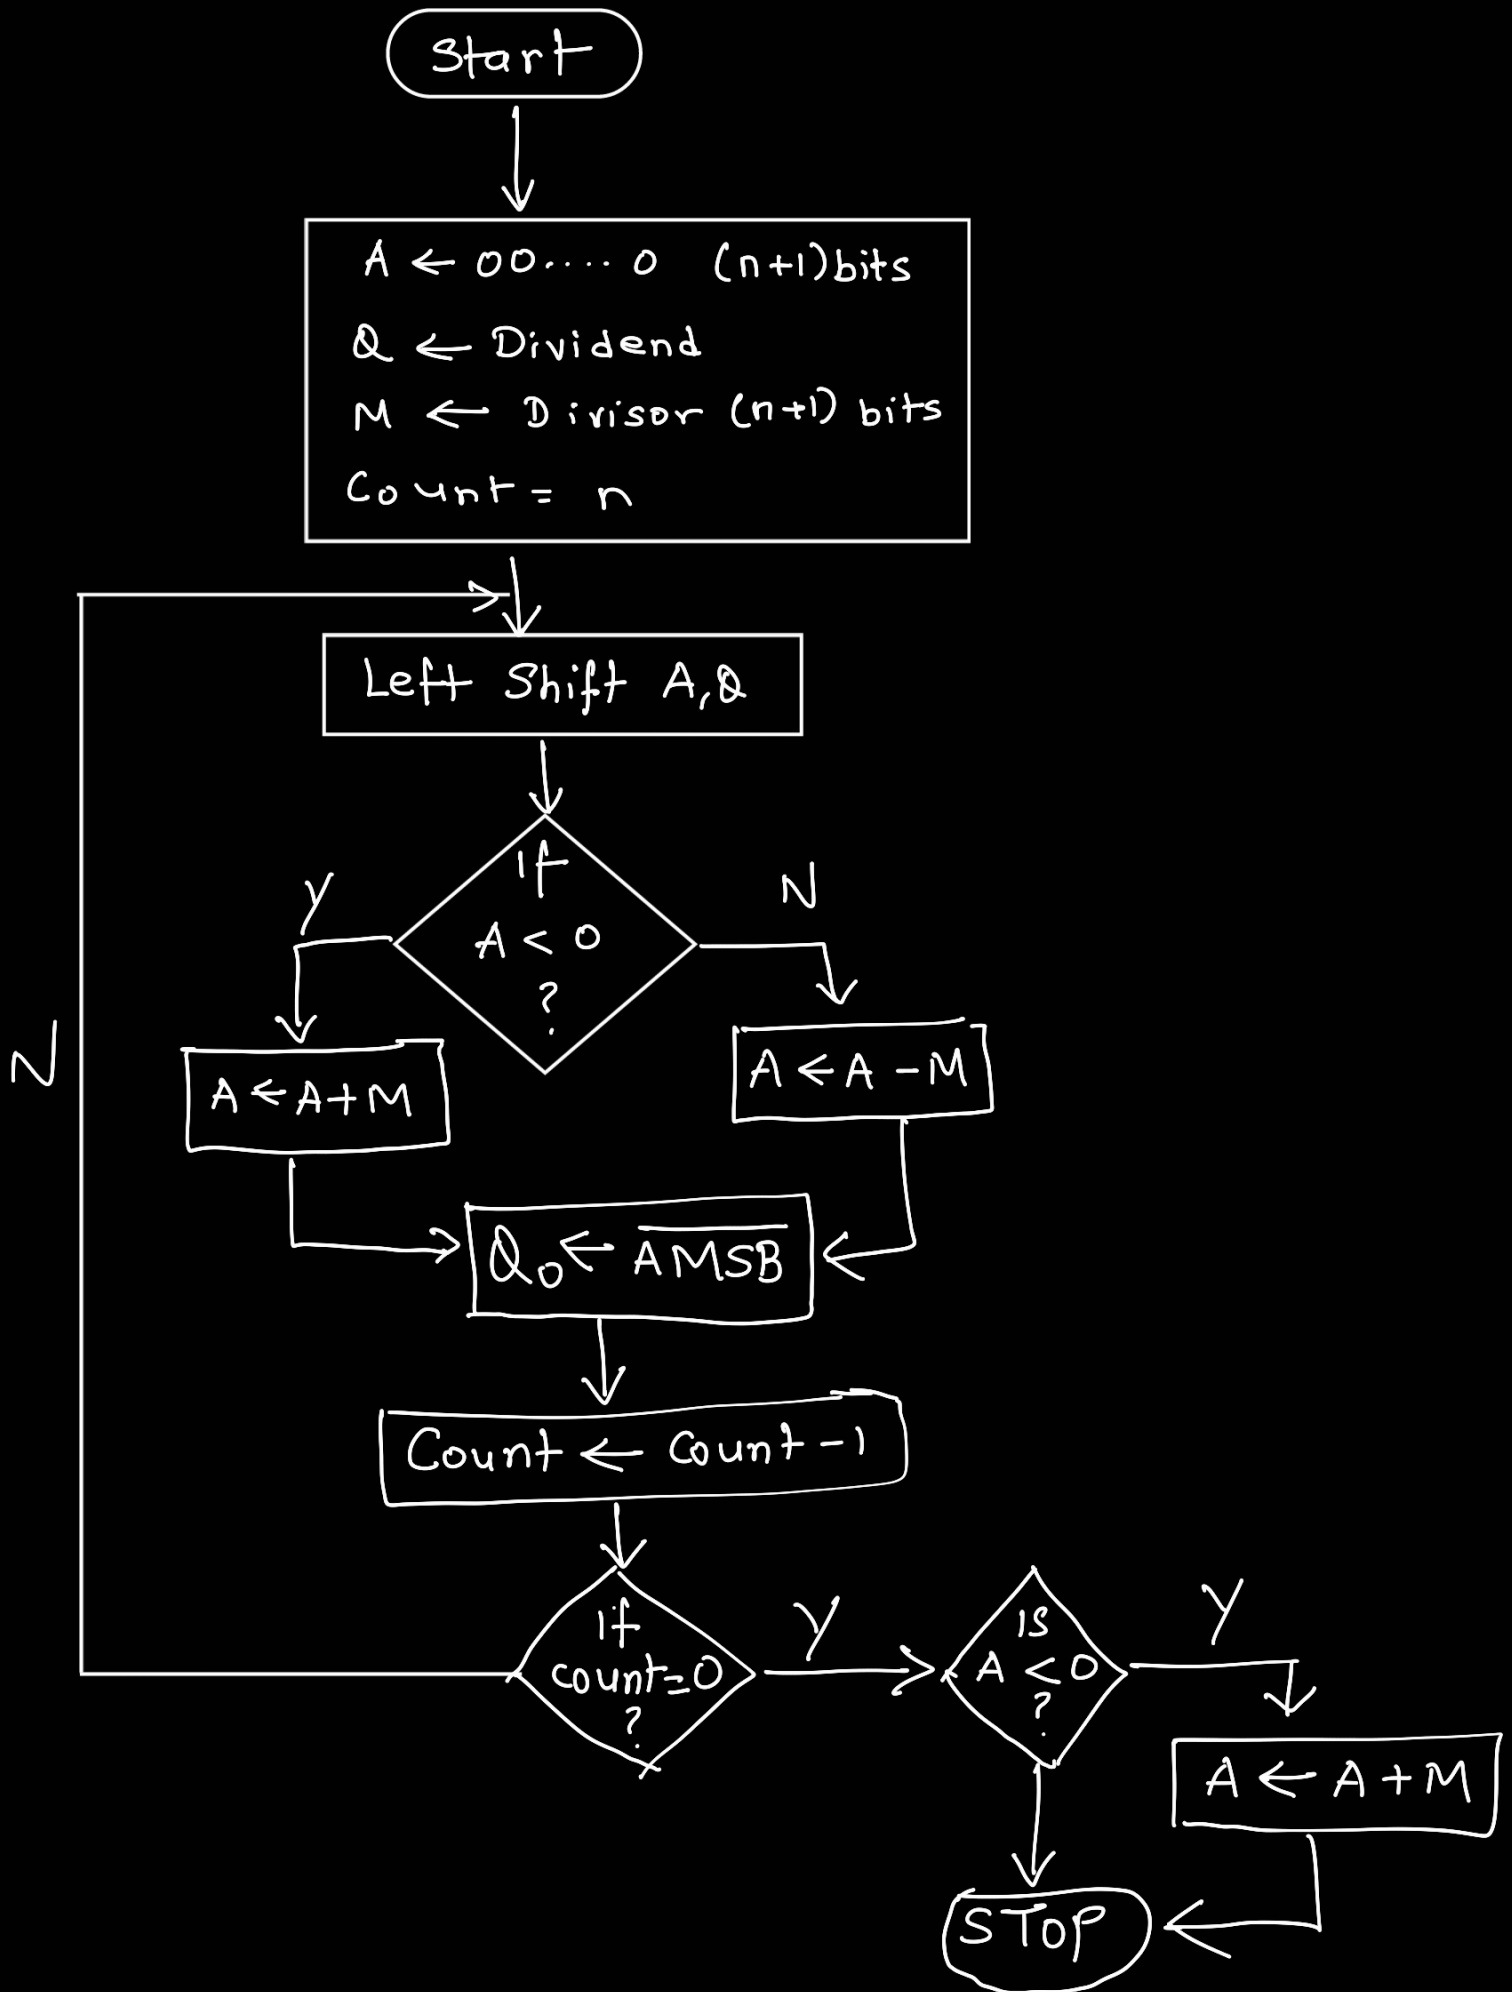 Start
A ← 00.... 0 (n+1)bits
Q ← Dividend
M ← Divisor (n+1) bits
Count = n
Left Shift A,Q
If
A < 0
?
Y
N
A ← A+M
A ← A -M
N
Q₀ ← A̅M̅S̅B̅
Count ← Count -1
if
count=0
?
Y
is
A < 0
?
Y
A ← A + M
STOP